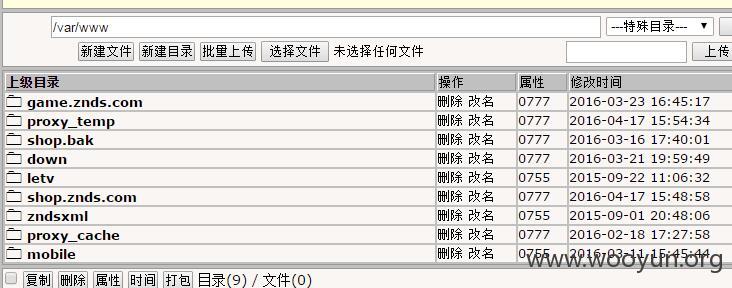 /var/www ---特殊目录---
新建文件 新建目录 批量上传 选择文件 未选择任何文件 上传
上级目录 操作 属性 修改时间
game.znds.com 删除 改名 0777 2016-03-23 16:45:17
proxy_temp 删除 改名 0777 2016-04-17 15:54:34
shop.bak 删除 改名 0777 2016-03-16 17:40:01
down 删除 改名 0777 2016-03-21 19:59:49
letv 删除 改名 0755 2015-09-22 11:06:32
shop.znds.com 删除 改名 0777 2016-04-17 15:48:58
zndsxml 删除 改名 0755 2015-09-01 20:48:06
proxy_cache 删除 改名 0777 2016-02-18 17:27:58
mobile 删除 改名 0755 2016-03-11 15:45:44
www.wooyun.org
复制 删除 属性 时间 打包 目录(9) / 文件(0)